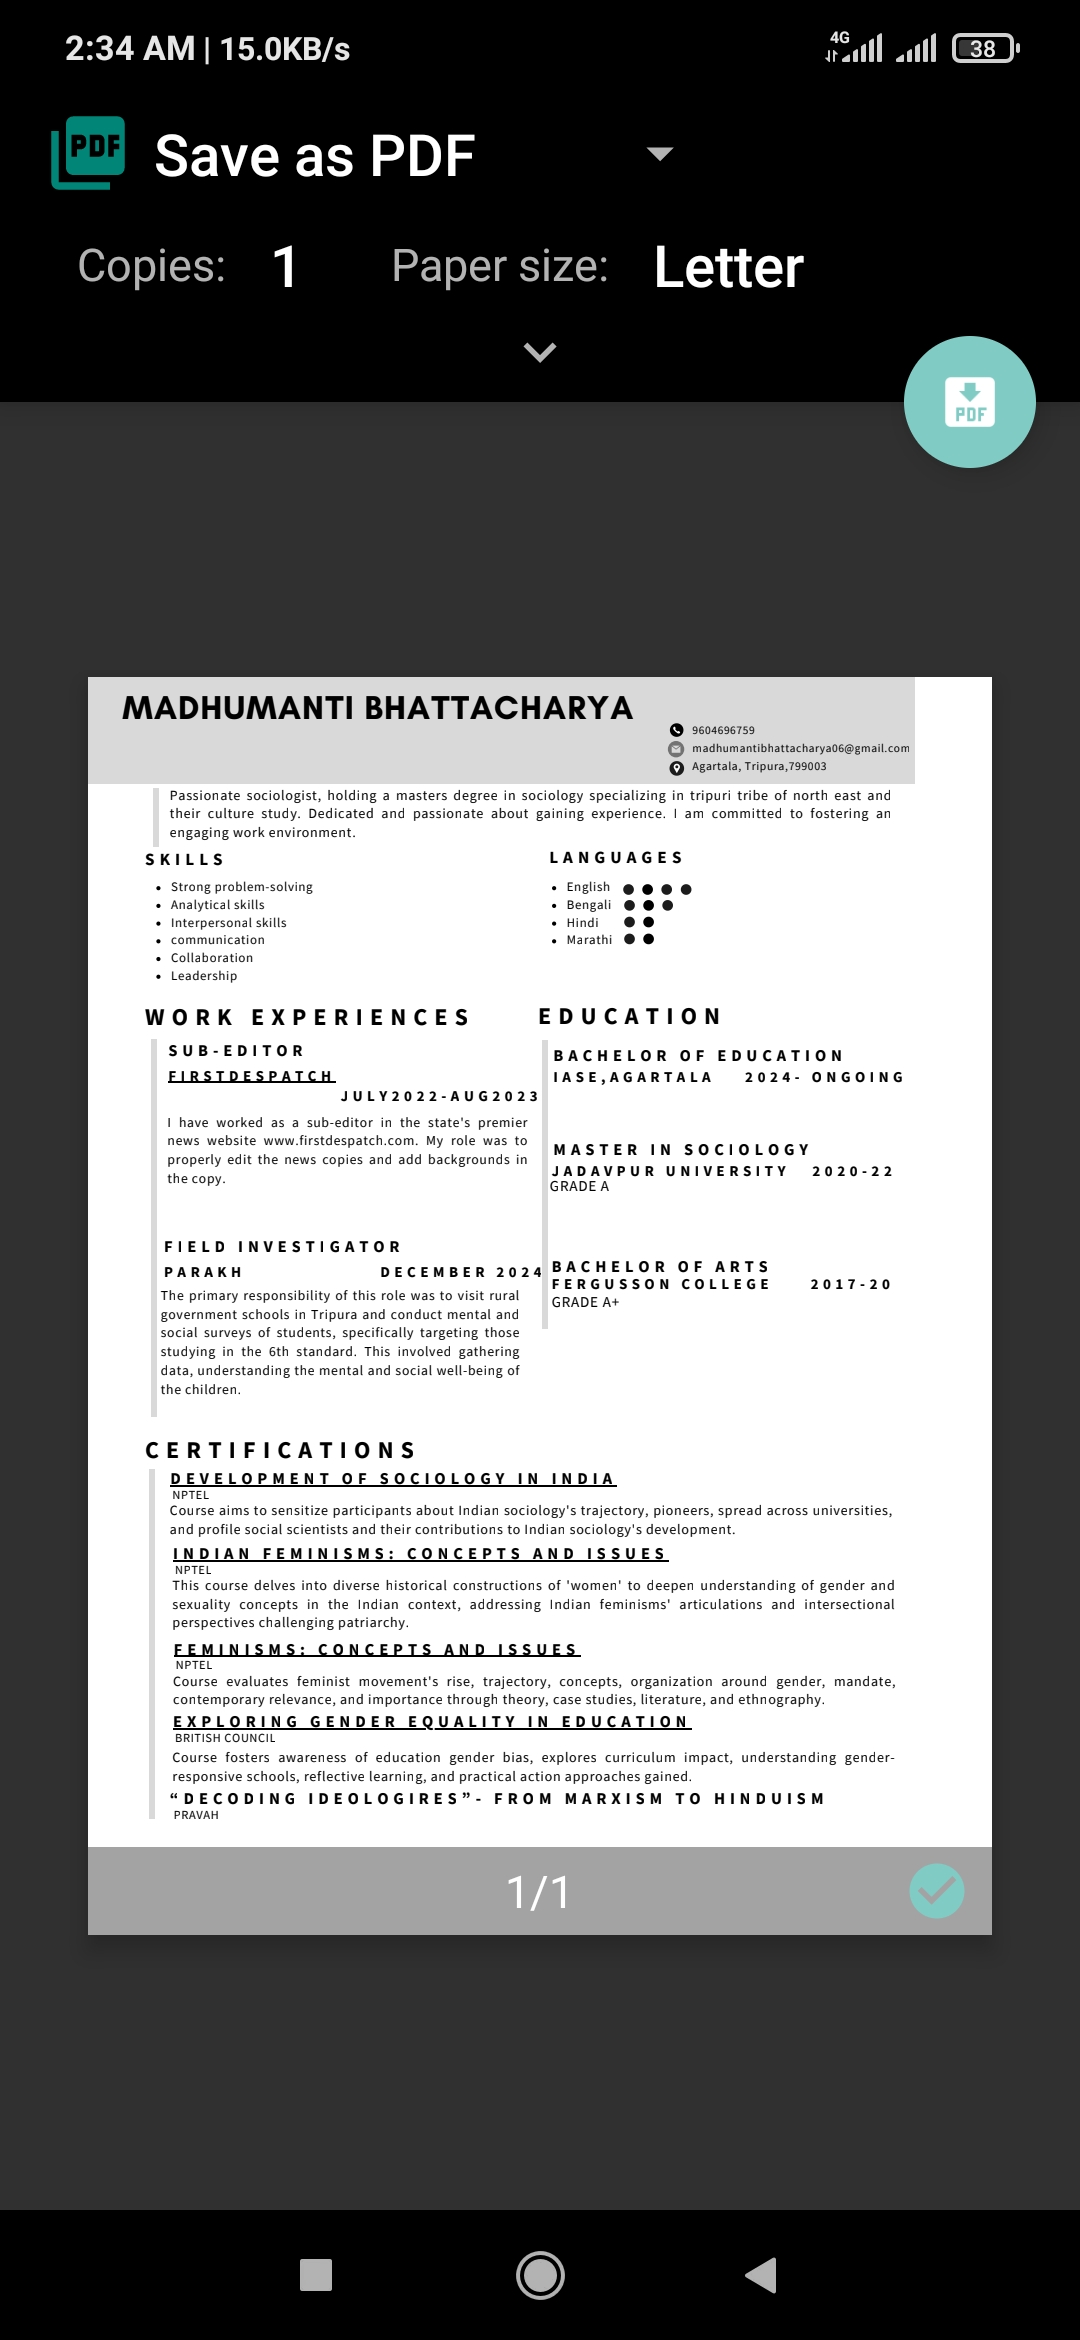 2:34 AM | 15.0KB/s
4G
38
PDF
Save as PDF
Copies: 1 Paper size: Letter
PDF
MADHUMANTI BHATTACHARYA
9604696759
madhumantibhattacharya06@gmail.com
Agartala, Tripura,799003
Passionate sociologist, holding a masters degree in sociology specializing in tripuri tribe of north east and
their culture study. Dedicated and passionate about gaining experience. I am committed to fostering an
engaging work environment.
SKILLS
• Strong problem-solving
• Analytical skills
• Interpersonal skills
• communication
• Collaboration
• Leadership
LANGUAGES
• English
• Bengali
• Hindi
• Marathi
WORK EXPERIENCES
SUB-EDITOR
FIRSTDESPATCH
JULY2022-AUG2023
I have worked as a sub-editor in the state's premier
news website www.firstdespatch.com. My role was to
properly edit the news copies and add backgrounds in
the copy.
FIELD INVESTIGATOR
PARAKH DECEMBER 2024
The primary responsibility of this role was to visit rural
government schools in Tripura and conduct mental and
social surveys of students, specifically targeting those
studying in the 6th standard. This involved gathering
data, understanding the mental and social well-being of
the children.
EDUCATION
BACHELOR OF EDUCATION
IASE,AGARTALA 2024- ONGOING
MASTER IN SOCIOLOGY
JADAVPUR UNIVERSITY 2020-22
GRADE A
BACHELOR OF ARTS
FERGUSSON COLLEGE 2017-20
GRADE A+
CERTIFICATIONS
DEVELOPMENT OF SOCIOLOGY IN INDIA
NPTEL
Course aims to sensitize participants about Indian sociology's trajectory, pioneers, spread across universities,
and profile social scientists and their contributions to Indian sociology's development.
INDIAN FEMINISMS: CONCEPTS AND ISSUES
NPTEL
This course delves into diverse historical constructions of 'women' to deepen understanding of gender and
sexuality concepts in the Indian context, addressing Indian feminisms' articulations and intersectional
perspectives challenging patriarchy.
FEMINISMS: CONCEPTS AND ISSUES
NPTEL
Course evaluates feminist movement's rise, trajectory, concepts, organization around gender, mandate,
contemporary relevance, and importance through theory, case studies, literature, and ethnography.
EXPLORING GENDER EQUALITY IN EDUCATION
BRITISH COUNCIL
Course fosters awareness of education gender bias, explores curriculum impact, understanding gender-
responsive schools, reflective learning, and practical action approaches gained.
“DECODING IDEOLOGIRES”- FROM MARXISM TO HINDUISM
PRAVAH
1/1